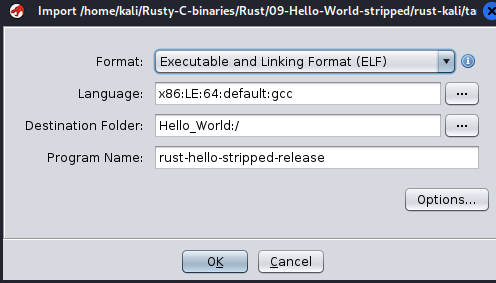 Import /home/kali/Rusty-C-binaries/Rust/09-Hello-World-stripped/rust-kali/ta
Format: Executable and Linking Format (ELF)
Language: x86:LE:64:default:gcc ...
Destination Folder: Hello_World:/ ...
Program Name: rust-hello-stripped-release
Options...
OK Cancel